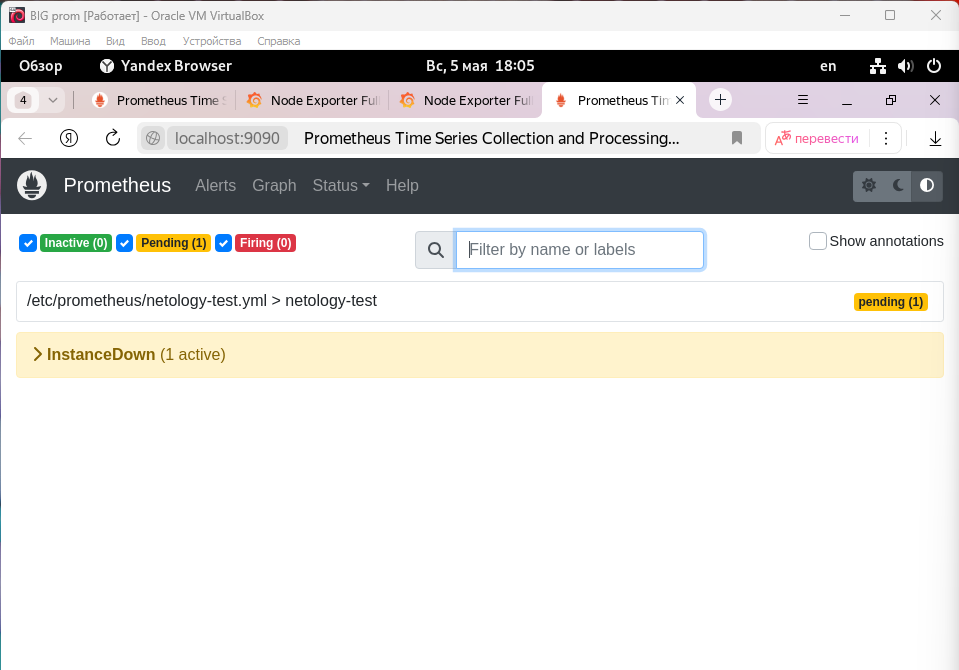 BIG prom [Работает] - Oracle VM VirtualBox
Файл Машина Вид Ввод Устройства Справка
Обзор Yandex Browser Вс, 5 мая 18:05 en
4 Prometheus Time S Node Exporter Full Node Exporter Full Prometheus Tim
Я localhost:9090 Prometheus Time Series Collection and Processing... перевести
Prometheus Alerts Graph Status Help
Inactive (0) Pending (1) Firing (0) Filter by name or labels Show annotations
/etc/prometheus/netology-test.yml > netology-test pending (1)
InstanceDown (1 active)